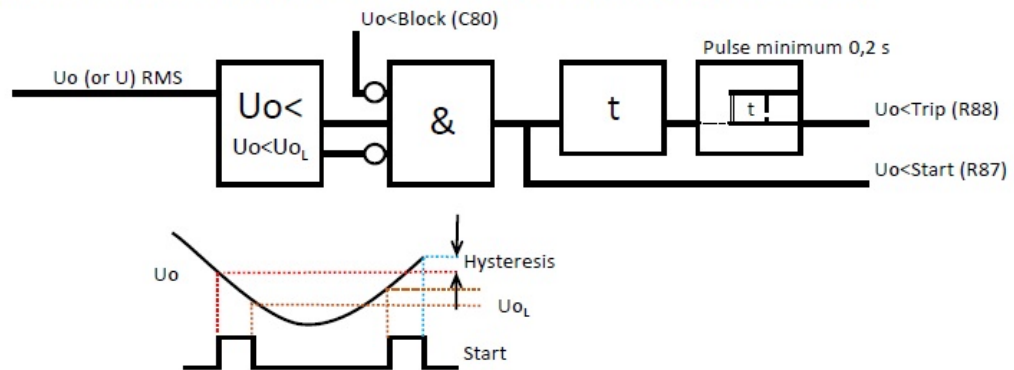 Uo<Block (C80)
Pulse minimum 0,2 s
Uo (or U) RMS
Uo<
Uo<UoL
&
t
t
Uo<Trip (R88)
Uo<Start (R87)
Uo
Hysteresis
UoL
Start